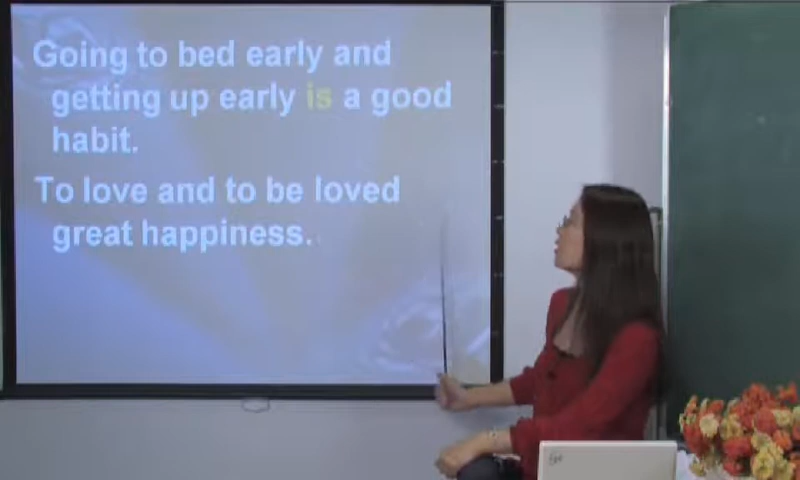 Going to bed early and
getting up early is a good
habit.
To love and to be loved
great happiness.